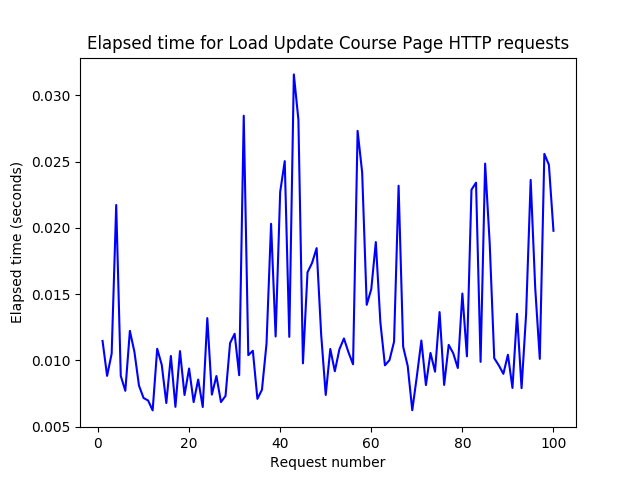 Elapsed time for Load Update Course Page HTTP requests
0.030
0.025
0.020
0.015
0.010
0.005
Elapsed time (seconds)
0 20 40 60 80 100
Request number